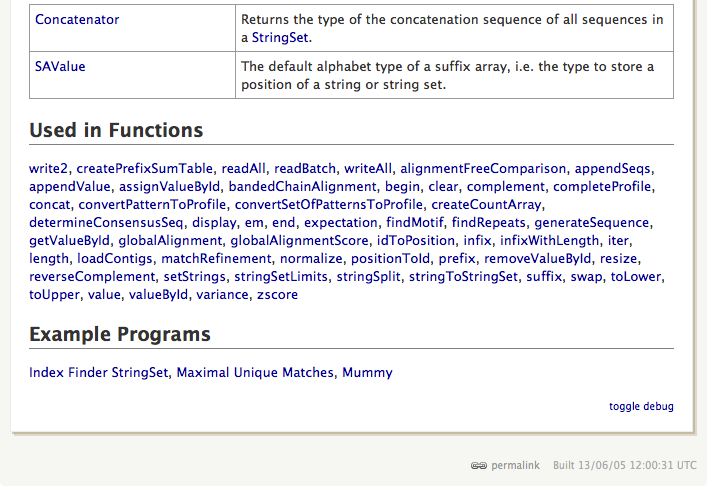 Concatenator
Returns the type of the concatenation sequence of all sequences in
a StringSet.
SAValue
The default alphabet type of a suffix array, i.e. the type to store a
position of a string or string set.
Used in Functions
write2, createPrefixSumTable, readAll, readBatch, writeAll, alignmentFreeComparison, appendSeqs,
appendValue, assignValueById, bandedChainAlignment, begin, clear, complement, completeProfile,
concat, convertPatternToProfile, convertSetOfPatternsToProfile, createCountArray,
determineConsensusSeq, display, em, end, expectation, findMotif, findRepeats, generateSequence,
getValueById, globalAlignment, globalAlignmentScore, idToPosition, infix, infixWithLength, iter,
length, loadContigs, matchRefinement, normalize, positionToId, prefix, removeValueById, resize,
reverseComplement, setStrings, stringSetLimits, stringSplit, stringToStringSet, suffix, swap, toLower,
toUpper, value, valueById, variance, zscore
Example Programs
Index Finder StringSet, Maximal Unique Matches, Mummy
toggle debug
permalink Built 13/06/05 12:00:31 UTC